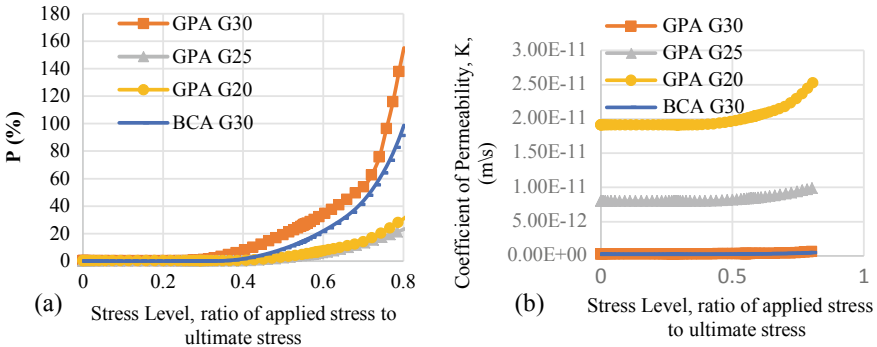 180
160
140
120
100
80
60
40
20
0
P (%)
GPA G30
GPA G25
GPA G20
BCA G30
0 0.2 0.4 0.6 0.8
(a)
Stress Level, ratio of applied stress to
ultimate stress
GPA G30
GPA G25
GPA G20
BCA G30
Coefficient of Permeability, K,
(m\s)
3.00E-11
2.50E-11
2.00E-11
1.50E-11
1.00E-11
5.00E-12
0.00E+00
0 0.5 1
(b)
Stress Level, ratio of applied stress
to ultimate stress